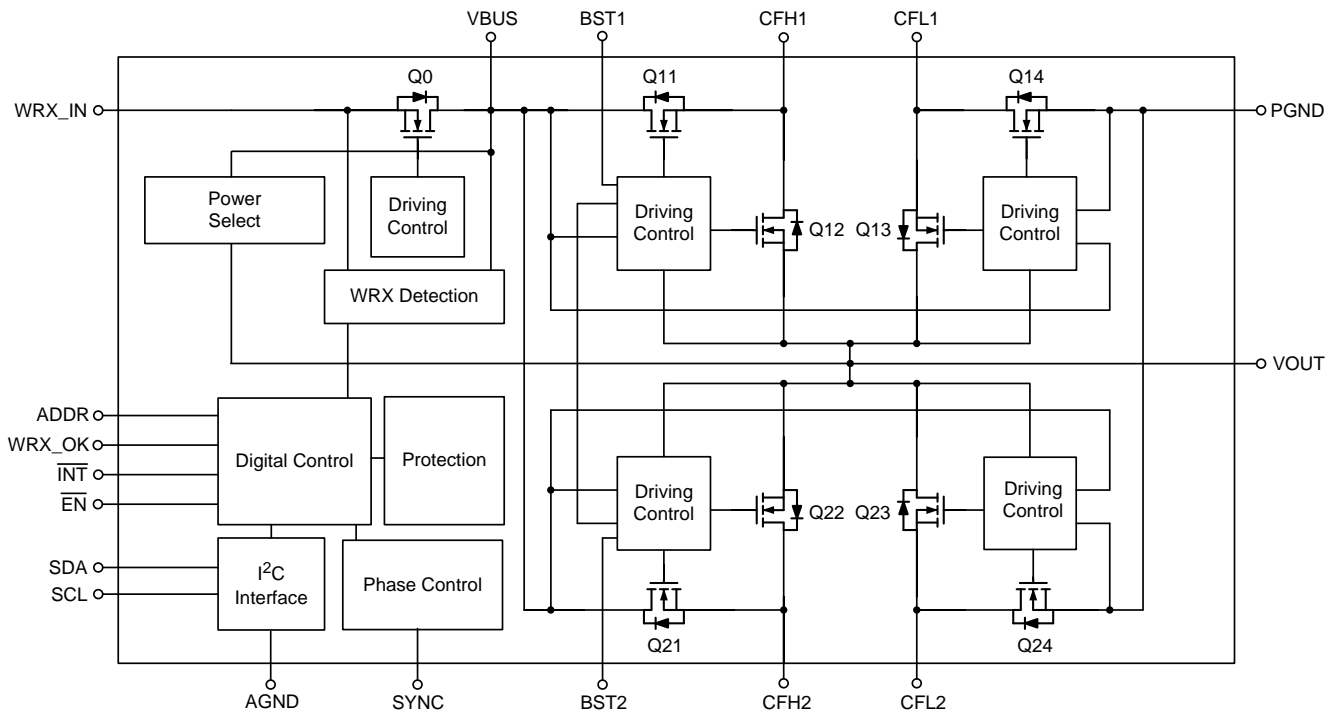 VBUS
BST1
CFH1
CFL1
Q0
Q11
Q14
WRX_IN
PGND
Power
Select
Driving
Control
Driving
Control
Q12
Q13
Driving
Control
WRX Detection
VOUT
ADDR
WRX_OK
INT
EN
Digital Control
Protection
Driving
Control
Q22
Q23
Driving
Control
SDA
SCL
I²C
Interface
Phase Control
Q21
Q24
AGND
SYNC
BST2
CFH2
CFL2